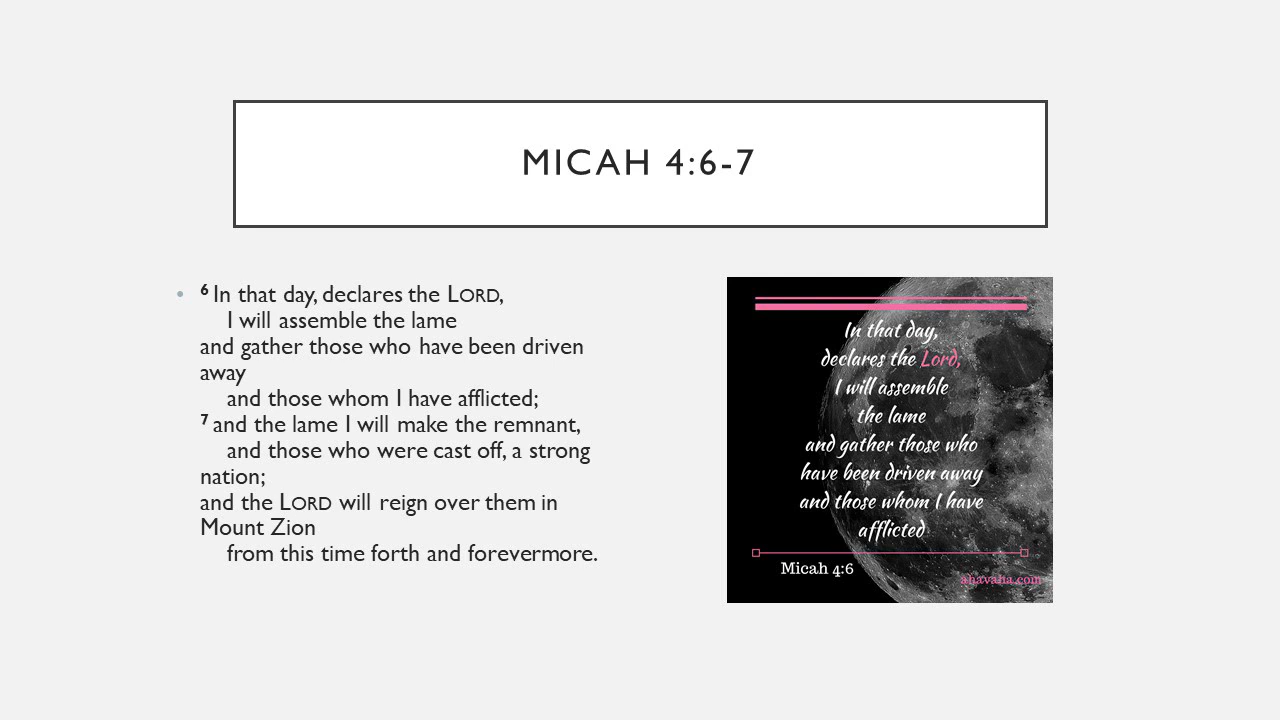 MICAH 4:6-7
• ⁶ In that day, declares the LORD,
I will assemble the lame
and gather those who have been driven
away
and those whom I have afflicted;
⁷ and the lame I will make the remnant,
and those who were cast off, a strong
nation;
and the LORD will reign over them in
Mount Zion
from this time forth and forevermore.
In that day,
declares the Lord,
I will assemble
the lame
and gather those who
have been driven away
and those whom I have
afflicted
Micah 4:6
ahavaha.com